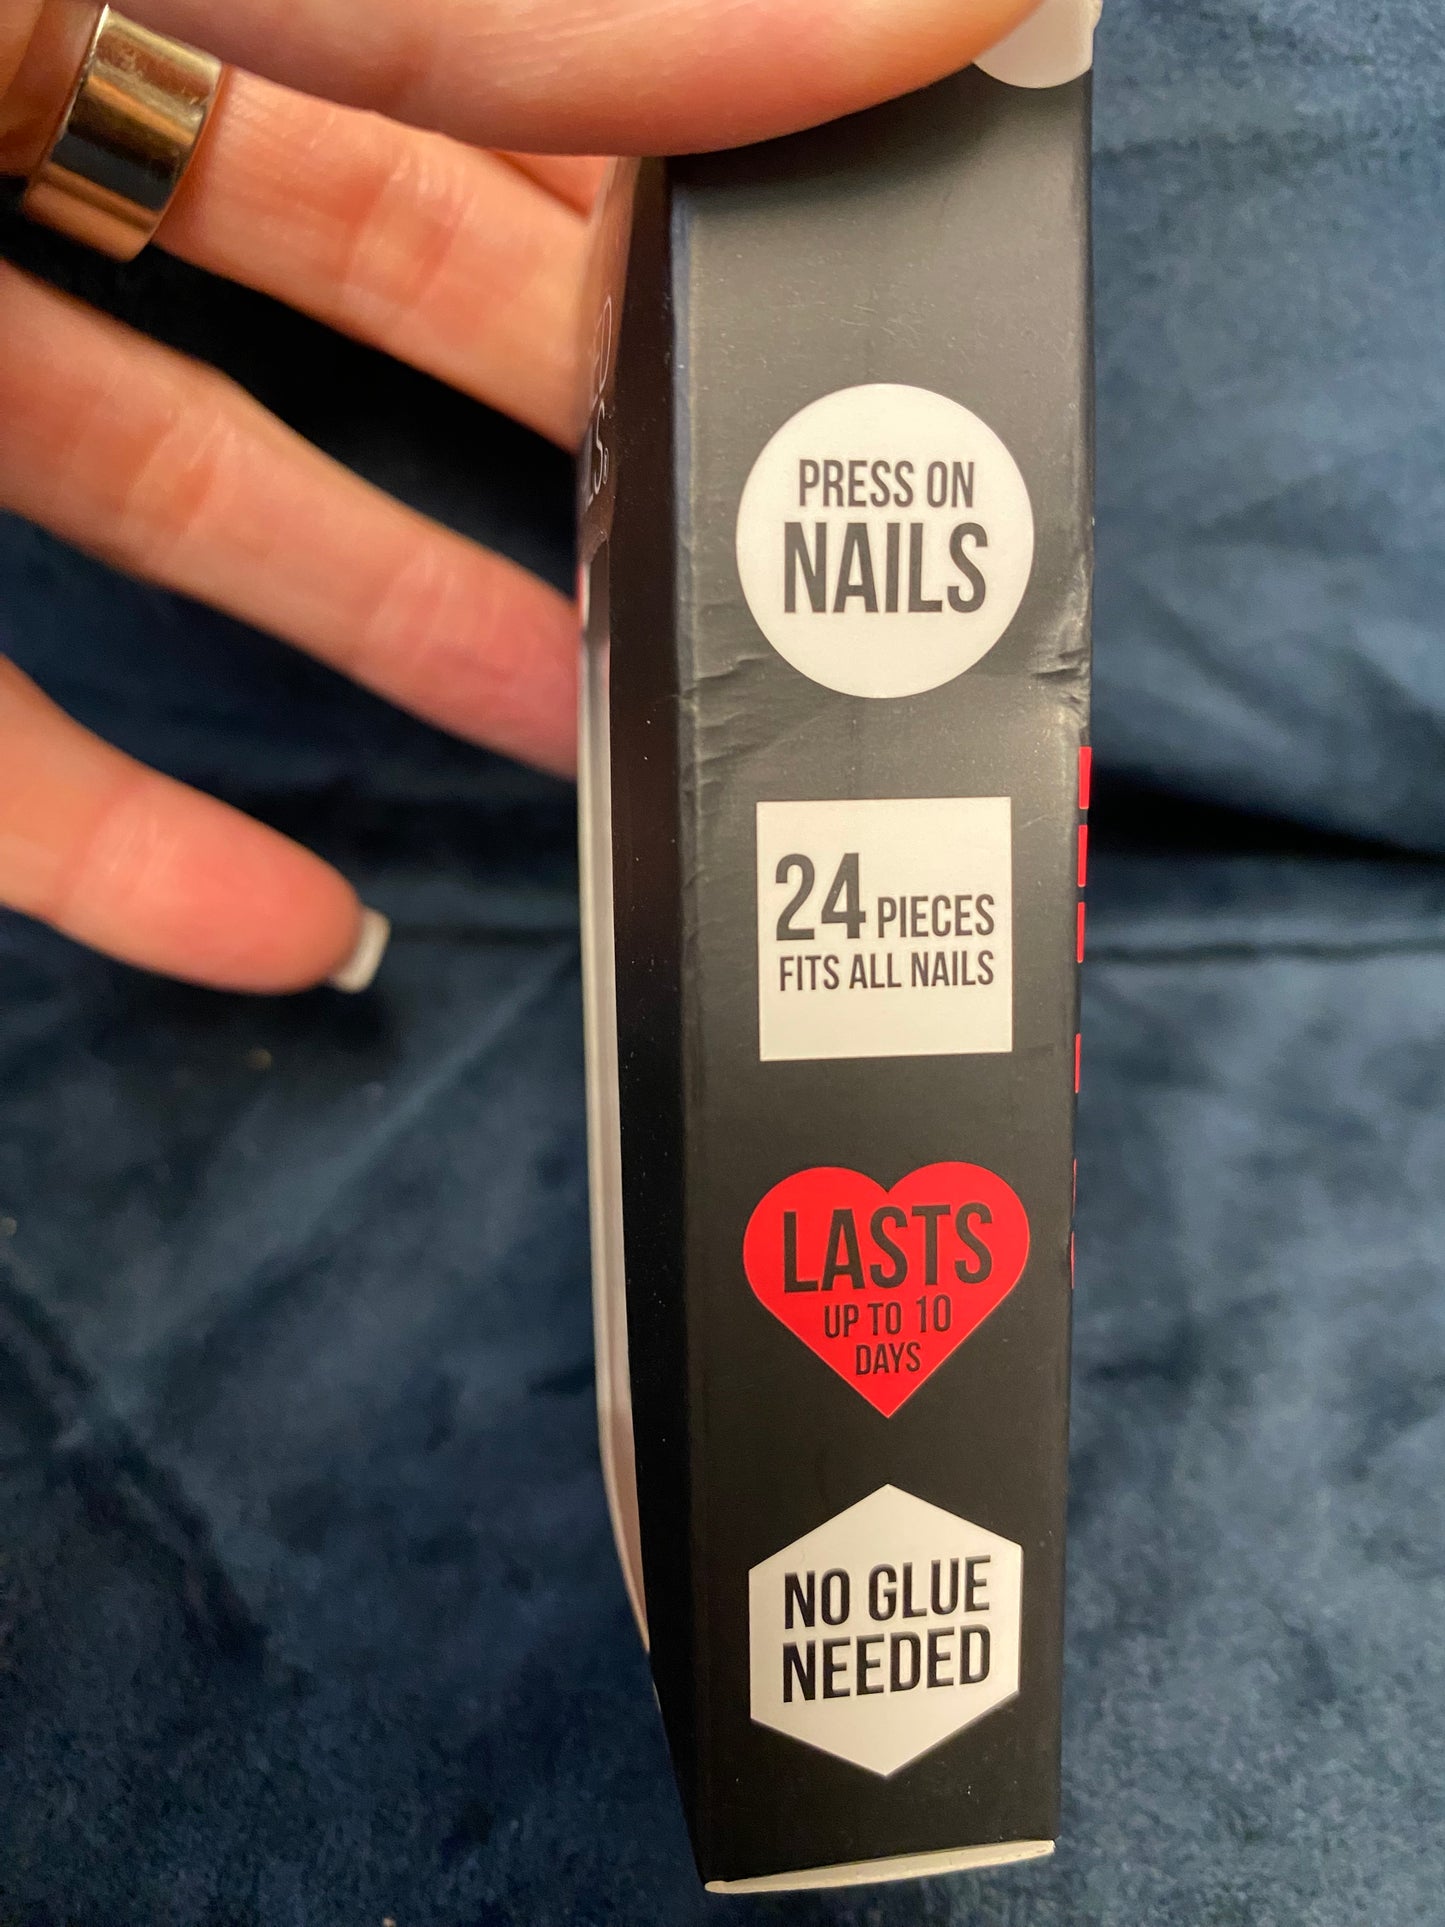 PRESS ON
NAILS
24 PIECES
FITS ALL NAILS
LASTS
UP TO 10
DAYS
NO GLUE
NEEDED